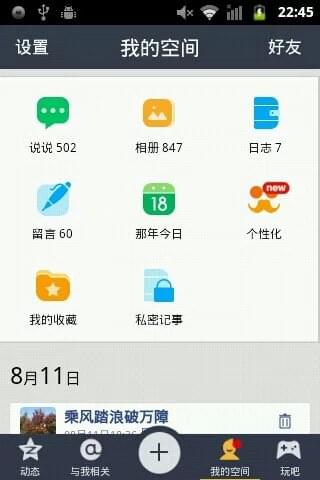 22:45
设置 我的空间 好友
说说 502 相册 847 日志 7
new
18
留言 60 那年今日 个性化
我的收藏 私密记事
8月11日
乘风踏浪破万障
动态 与我相关 我的空间 玩吧